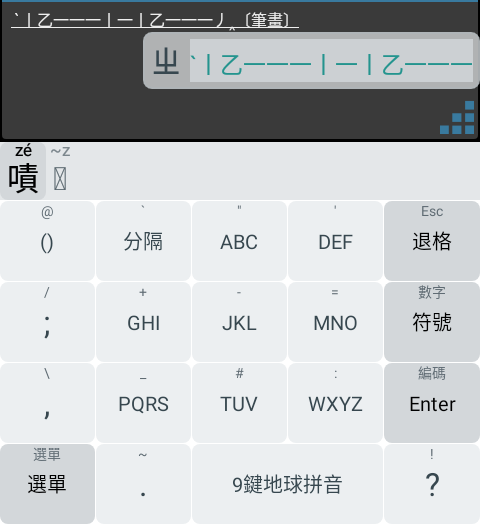 `丨乙一一一丨一丨乙一一一丿‸〔筆畫〕
㞢 `丨乙一一一丨一丨乙一一一
zé ~z
嘖
@ ` " ' Esc
() 分隔 ABC DEF 退格
/ + - = 數字
; GHI JKL MNO 符號
\ _ # : 編碼
, PQRS TUV WXYZ Enter
選單 ~ !
選單 . 9鍵地球拼音 ?